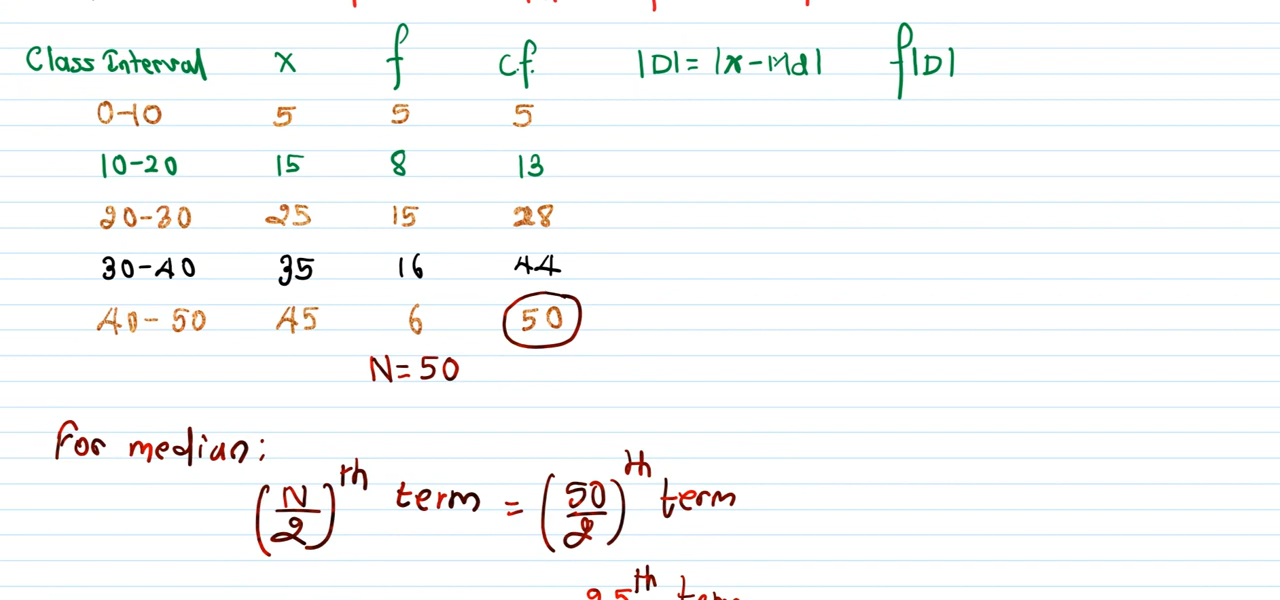 Class Interval x f c.f. |D| = |x-Md| f|D|
0-10 5 5 5
10-20 15 8 13
20-30 25 15 28
30-40 35 16 44
40-50 45 6 50
N = 50
For median:
(N/2)th term = (50/2)th term
25th term